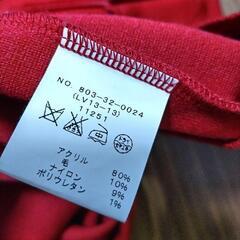 NO. 803-32-0024
(LV13-13)
11251
アクリル 80%
毛 10%
ナイロン 9%
ポリウレタン 1%